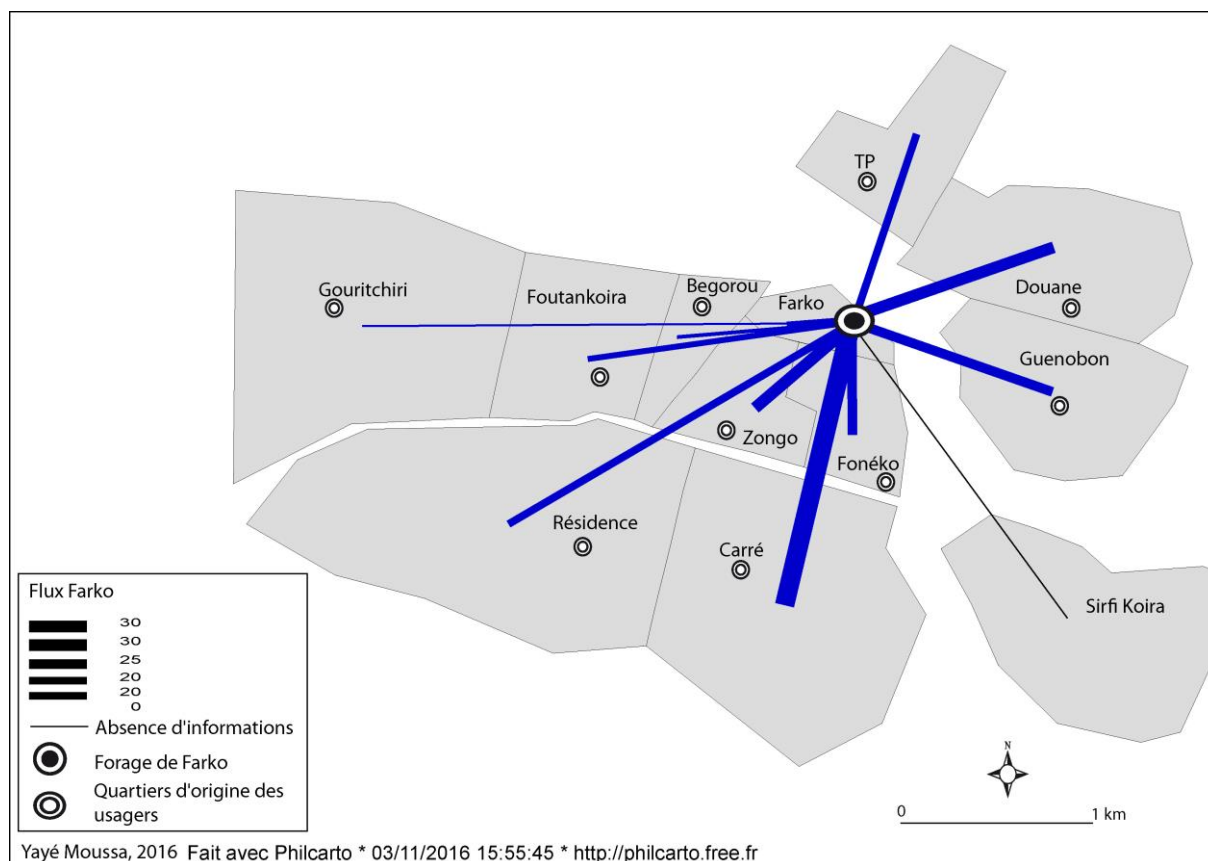 TP
Gouritchiri
Foutankoira
Begorou
Farko
Douane
Guenobon
Zongo
Fonéko
Résidence
Carré
Sirfi Koira
Flux Farko
30
30
25
20
20
0
Absence d'informations
Forage de Farko
Quartiers d'origine des
usagers
N
0
1 km
Yayé Moussa, 2016 Fait avec Philcarto * 03/11/2016 15:55:45 * http://philcarto.free.fr